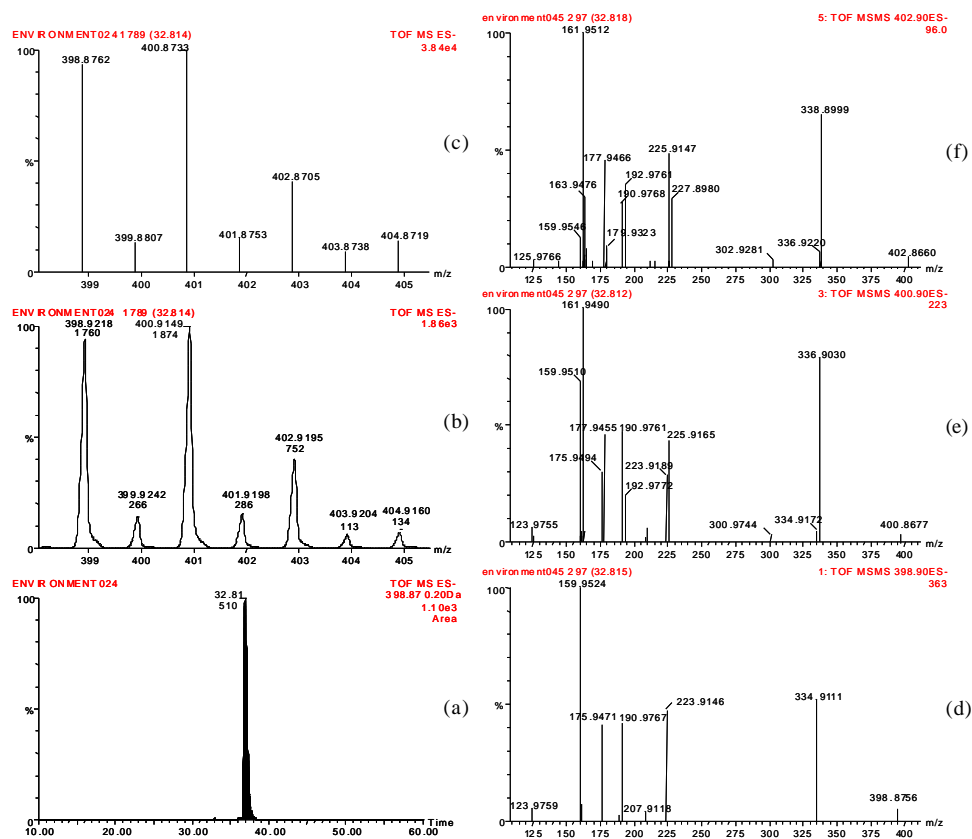 ENVIRONMENT024 1789 (32.814)
TOF MS ES-
3.84e4
100
%
0
398.8762
399.8807
400.8733
401.8753
402.8705
403.8738
404.8719
399 400 401 402 403 404 405 m/z
(c)
ENVIRONMENT024 1789 (32.814)
TOF MS ES-
1.86e3
100
%
0
398.9218
1760
399.9242
266
400.9149
1874
401.9198
286
402.9195
752
403.9204
113
404.9160
134
399 400 401 402 403 404 405 m/z
(b)
ENVIRONMENT024
TOF MS ES-
398.87 0.20Da
1.10e3
Area
100
%
0
32.81
510
10.00 20.00 30.00 40.00 50.00 60.00 Time
(a)
environment045 297 (32.818)
5: TOF MSMS 402.90ES-
96.0
100
%
0
161.9512
338.8999
177.9466
225.9147
192.9761
163.9476
190.9768
227.8980
159.9546
179.9323
125.9766
302.9281
336.9220
402.8660
125 150 175 200 225 250 275 300 325 350 375 400 m/z
(f)
environment045 297 (32.812)
3: TOF MSMS 400.90ES-
223
100
%
0
161.9490
336.9030
159.9510
177.9455
190.9761
225.9165
175.9494
223.9189
192.9772
123.9755
300.9744
334.9172
400.8677
125 150 175 200 225 250 275 300 325 350 375 400 m/z
(e)
environment045 297 (32.815)
1: TOF MSMS 398.90ES-
363
100
%
0
159.9524
334.9111
223.9146
175.9471
190.9767
123.9759
207.9118
398.8756
125 150 175 200 225 250 275 300 325 350 375 400 m/z
(d)